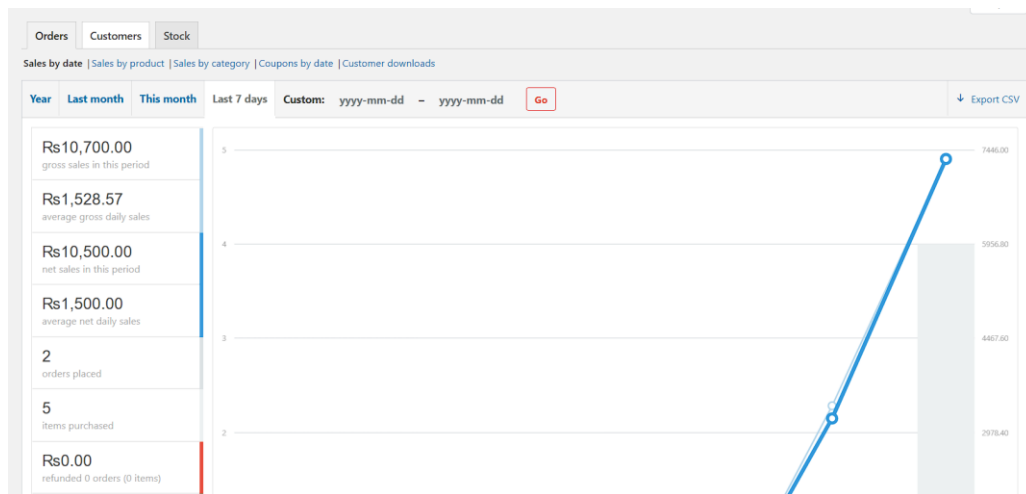 Orders Customers Stock
Sales by date | Sales by product | Sales by category | Coupons by date | Customer downloads
Year Last month This month Last 7 days Custom: yyyy-mm-dd – yyyy-mm-dd Go Export CSV
₨10,700.00
gross sales in this period
₨1,528.57
average gross daily sales
₨10,500.00
net sales in this period
₨1,500.00
average net daily sales
2
orders placed
5
items purchased
₨0.00
refunded 0 orders (0 items)
5 7446.00
4 5956.80
3 4467.60
2 2978.40